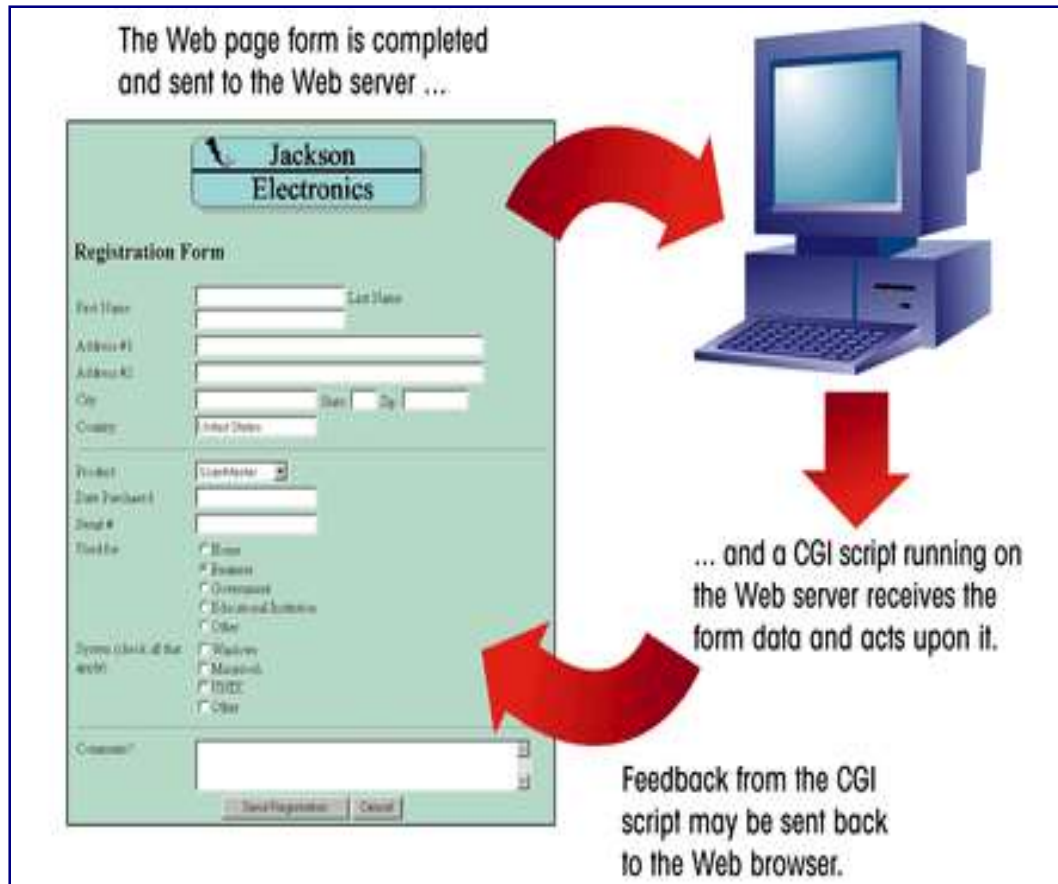 The Web page form is completed
and sent to the Web server ...
Jackson
Electronics
Registration Form
First Name
Last Name
Address #1
Address #2
City State Zip
Country United States
Product
Date Purchased
Serial #
Used for
Home
Business
Government
Educational Institution
Other
System (check all that
apply)
Windows
Macintosh
UNIX
Other
Comments?
Send Registration Cancel
... and a CGI script running on
the Web server receives the
form data and acts upon it.
Feedback from the CGI
script may be sent back
to the Web browser.